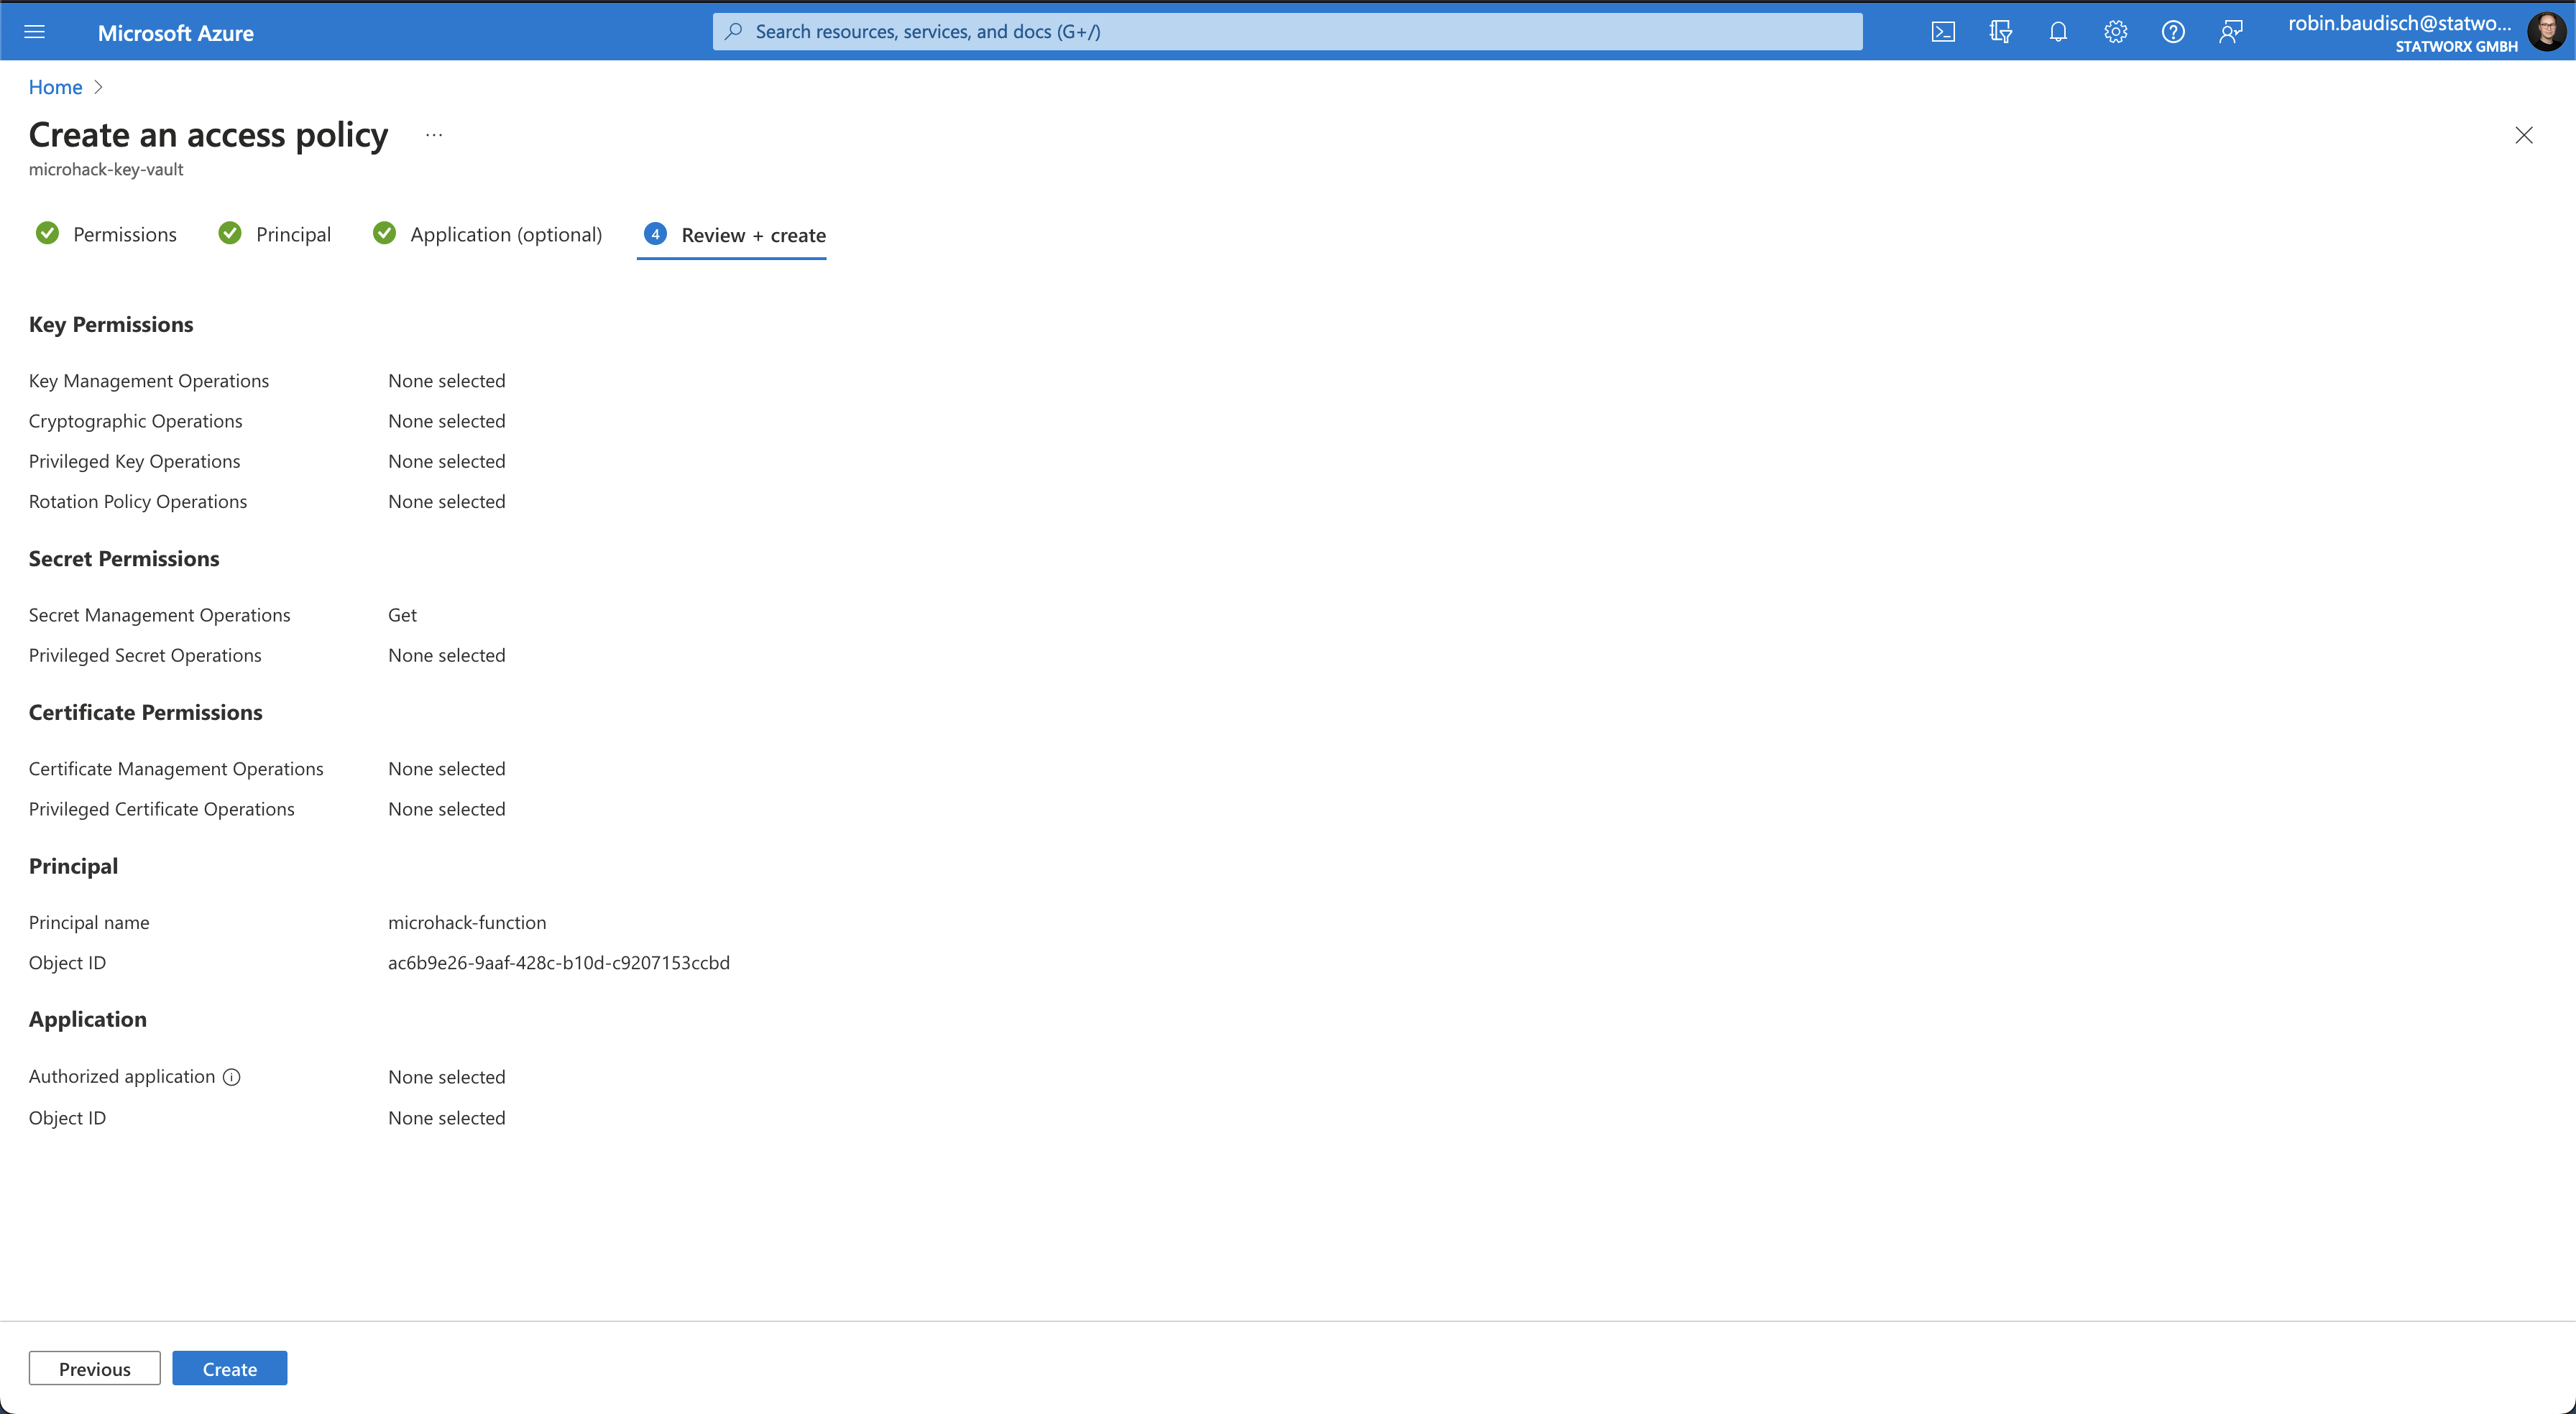 Microsoft Azure
Search resources, services, and docs (G+/)
robin.baudisch@statwo...
STATWORX GMBH
Home
Create an access policy ...
microhack-key-vault
Permissions Principal Application (optional) 4 Review + create
Key Permissions
Key Management Operations None selected
Cryptographic Operations None selected
Privileged Key Operations None selected
Rotation Policy Operations None selected
Secret Permissions
Secret Management Operations Get
Privileged Secret Operations None selected
Certificate Permissions
Certificate Management Operations None selected
Privileged Certificate Operations None selected
Principal
Principal name microhack-function
Object ID ac6b9e26-9aaf-428c-b10d-c9207153ccbd
Application
Authorized application None selected
Object ID None selected
Previous Create